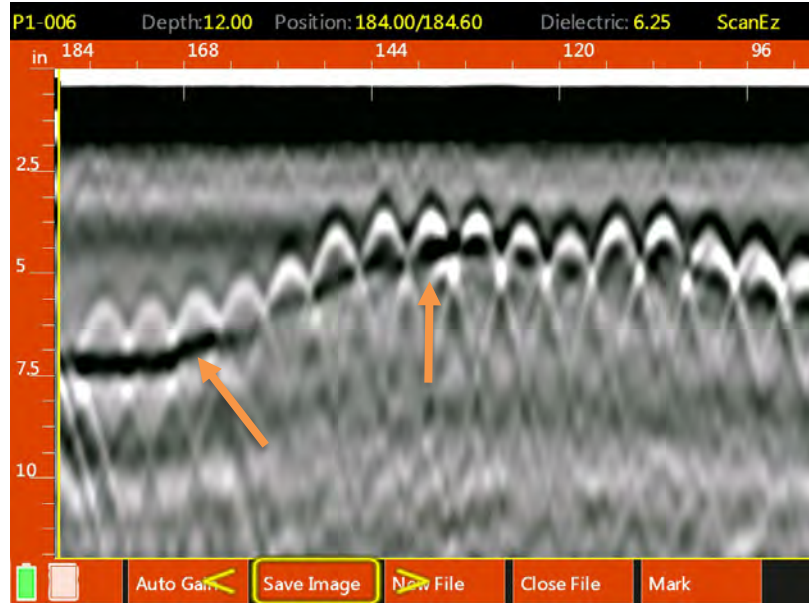 P1-006 Depth:12.00 Position:184.00/184.60 Dielectric: 6.25 ScanEz
in 184 168 144 120 96
2.5
5
7.5
10
Auto Gain < Save Image New File > Close File Mark